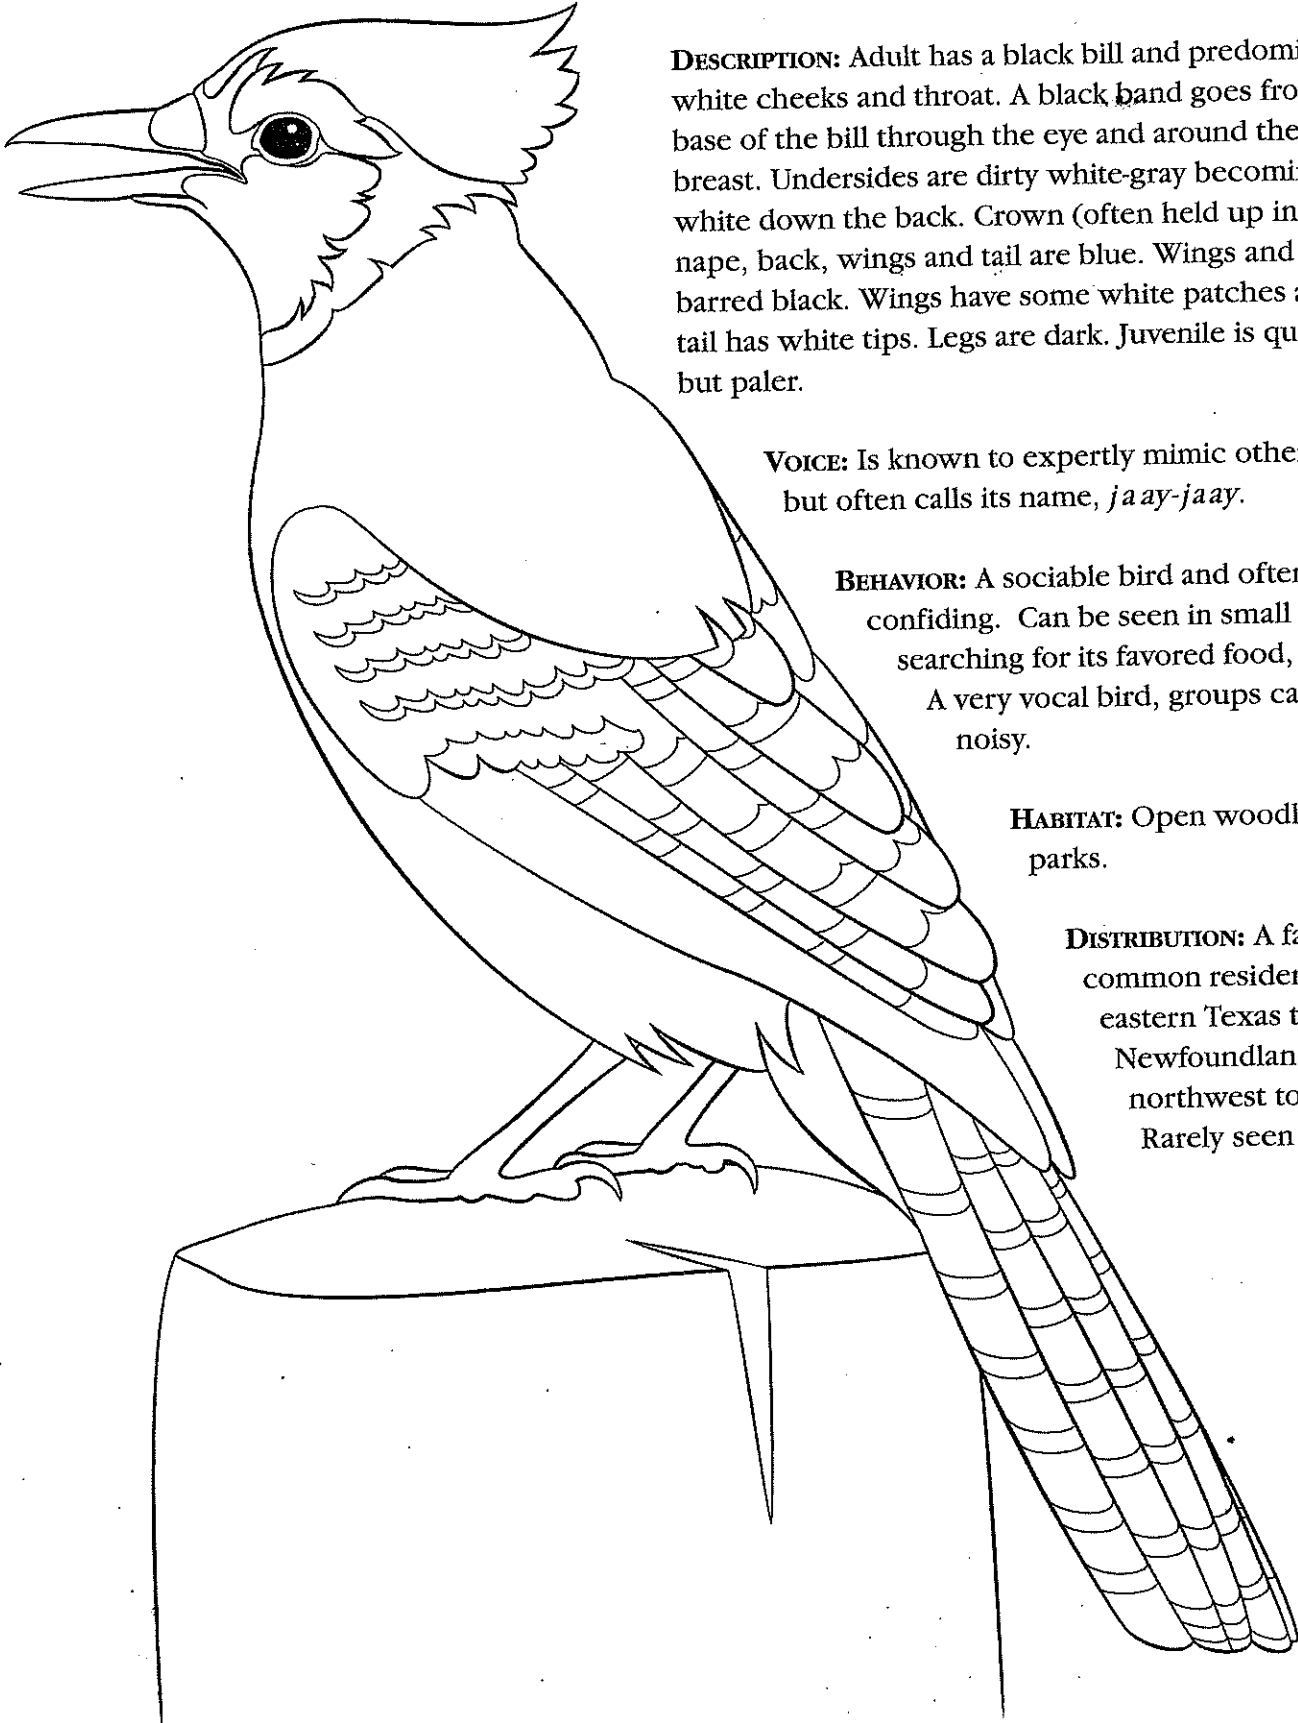 DESCRIPTION: Adult has a black bill and predomi
white cheeks and throat. A black band goes fro
base of the bill through the eye and around the
breast. Undersides are dirty white-gray becomi
white down the back. Crown (often held up in
nape, back, wings and tail are blue. Wings and
barred black. Wings have some white patches a
tail has white tips. Legs are dark. Juvenile is qu
but paler.
VOICE: Is known to expertly mimic othe
but often calls its name, jaay-jaay.
BEHAVIOR: A sociable bird and often
confiding. Can be seen in small
searching for its favored food,
A very vocal bird, groups ca
noisy.
HABITAT: Open woodl
parks.
DISTRIBUTION: A fa
common residen
eastern Texas t
Newfoundlan
northwest to
Rarely seen